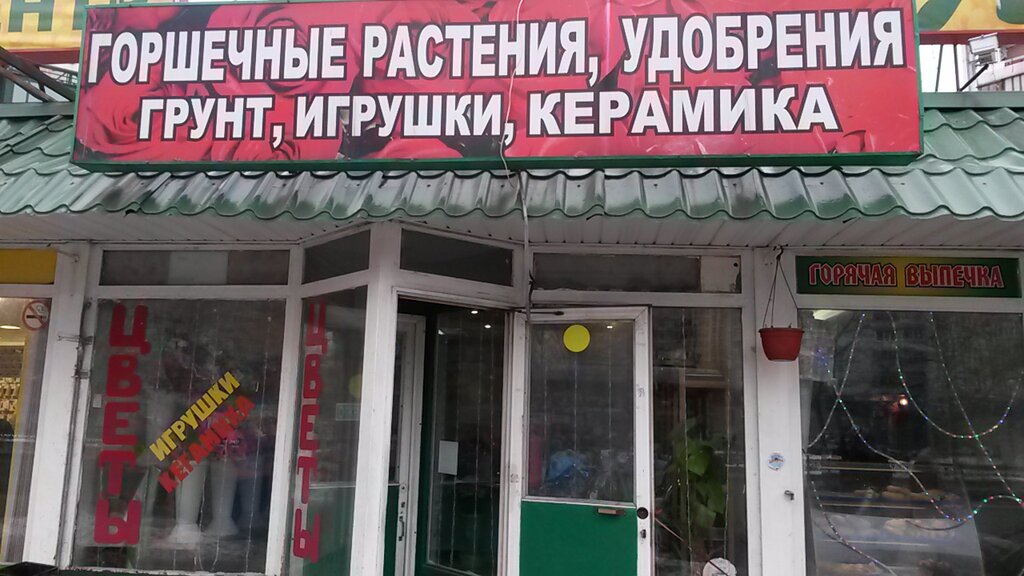 ГОРШЕЧНЫЕ РАСТЕНИЯ, УДОБРЕНИЯ
ГРУНТ, ИГРУШКИ, КЕРАМИКА
ГОРЯЧАЯ ВЫПЕЧКА
ЦВЕТЫ
ИГРУШКИ
КЕРАМИКА
ЦВЕТЫ